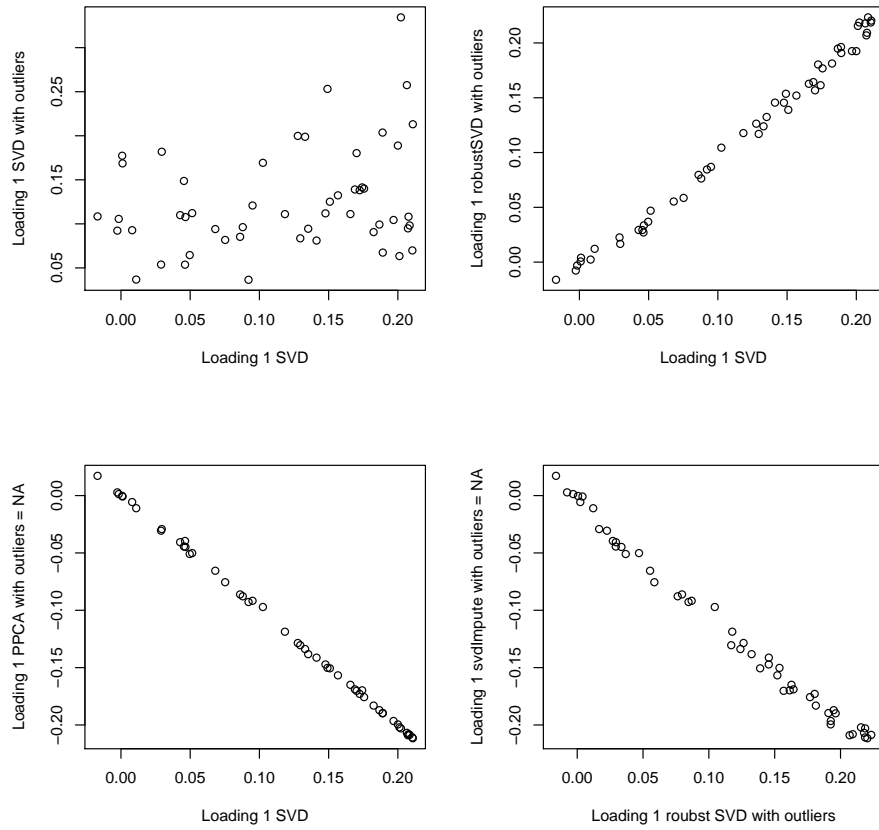 Loading 1 SVD with outliers
0.05 0.15 0.25
0.00 0.05 0.10 0.15 0.20
Loading 1 SVD
Loading 1 robustSVD with outliers
0.00 0.05 0.10 0.15 0.20
0.00 0.05 0.10 0.15 0.20
Loading 1 SVD
Loading 1 PPCA with outliers = NA
−0.20 −0.15 −0.10 −0.05 0.00
0.00 0.05 0.10 0.15 0.20
Loading 1 SVD
Loading 1 svdImpute with outliers = NA
−0.20 −0.15 −0.10 −0.05 0.00
0.00 0.05 0.10 0.15 0.20
Loading 1 roubst SVD with outliers